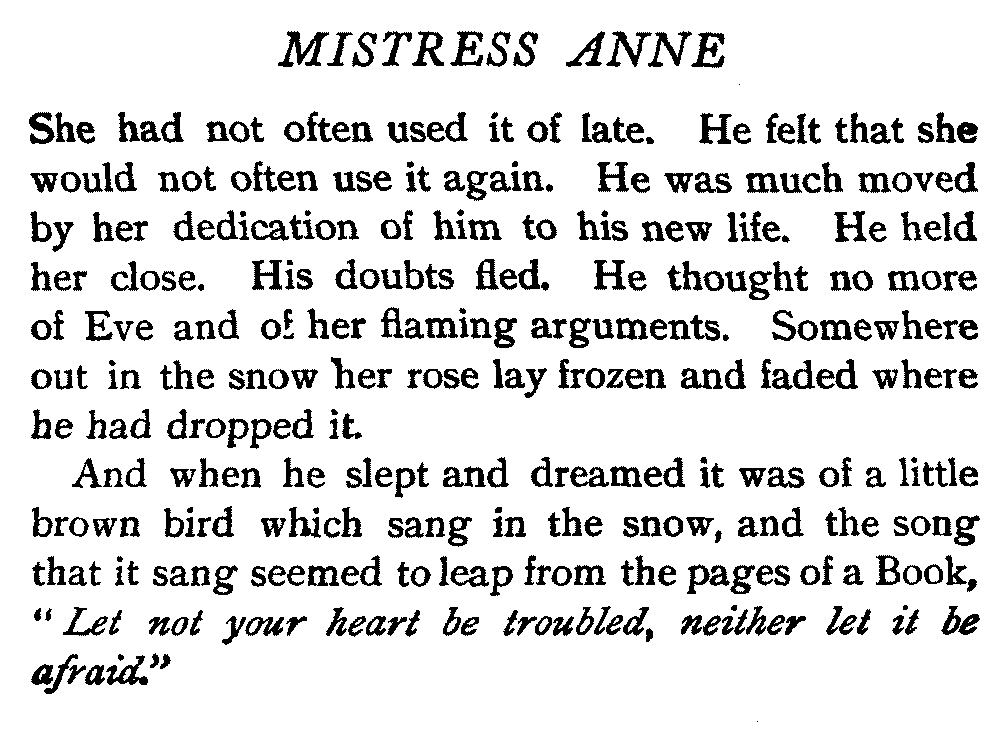 MISTRESS ANNE
She had not often used it of late. He felt that she
would not often use it again. He was much moved
by her dedication of him to his new life. He held
her close. His doubts fled. He thought no more
of Eve and of her flaming arguments. Somewhere
out in the snow her rose lay frozen and faded where
he had dropped it.
And when he slept and dreamed it was of a little
brown bird which sang in the snow, and the song
that it sang seemed to leap from the pages of a Book,
"Let not your heart be troubled, neither let it be
afraid."